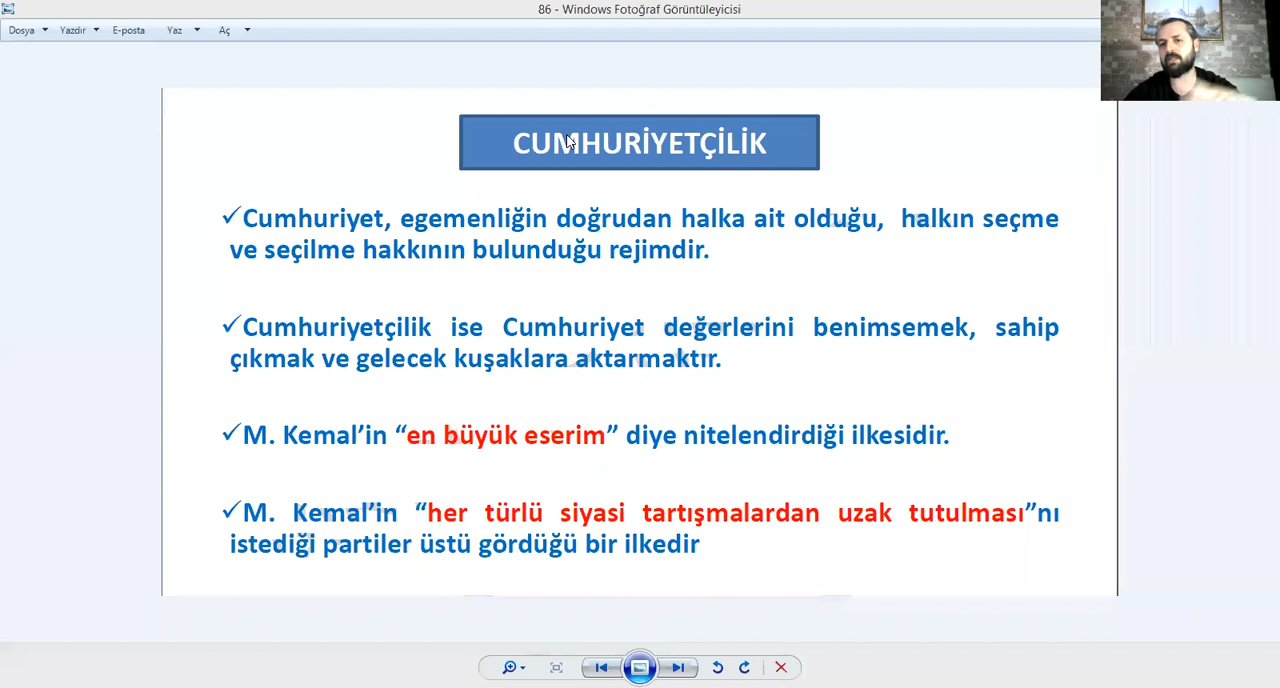 86 - Windows Fotoğraf Görüntüleyicisi
Dosya Yazdır E-posta Yaz Aç
CUMHURİYETÇİLİK
✓Cumhuriyet, egemenliğin doğrudan halka ait olduğu, halkın seçme
ve seçilme hakkının bulunduğu rejimdir.
✓Cumhuriyetçilik ise Cumhuriyet değerlerini benimsemek, sahip
çıkmak ve gelecek kuşaklara aktarmaktır.
✓M. Kemal’in “en büyük eserim” diye nitelendirdiği ilkesidir.
✓M. Kemal’in “her türlü siyasi tartışmalardan uzak tutulması”nı
istediği partiler üstü gördüğü bir ilkedir